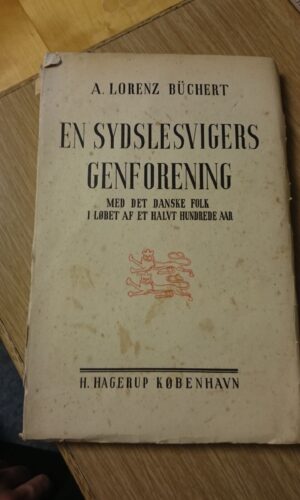 A. LORENZ BÜCHERT
EN SYDSLESVIGERS
GENFORENING
MED DET DANSKE FOLK
I LØBET AF ET HALVT HUNDREDE AAR
H. HAGERUP KØBENHAVN